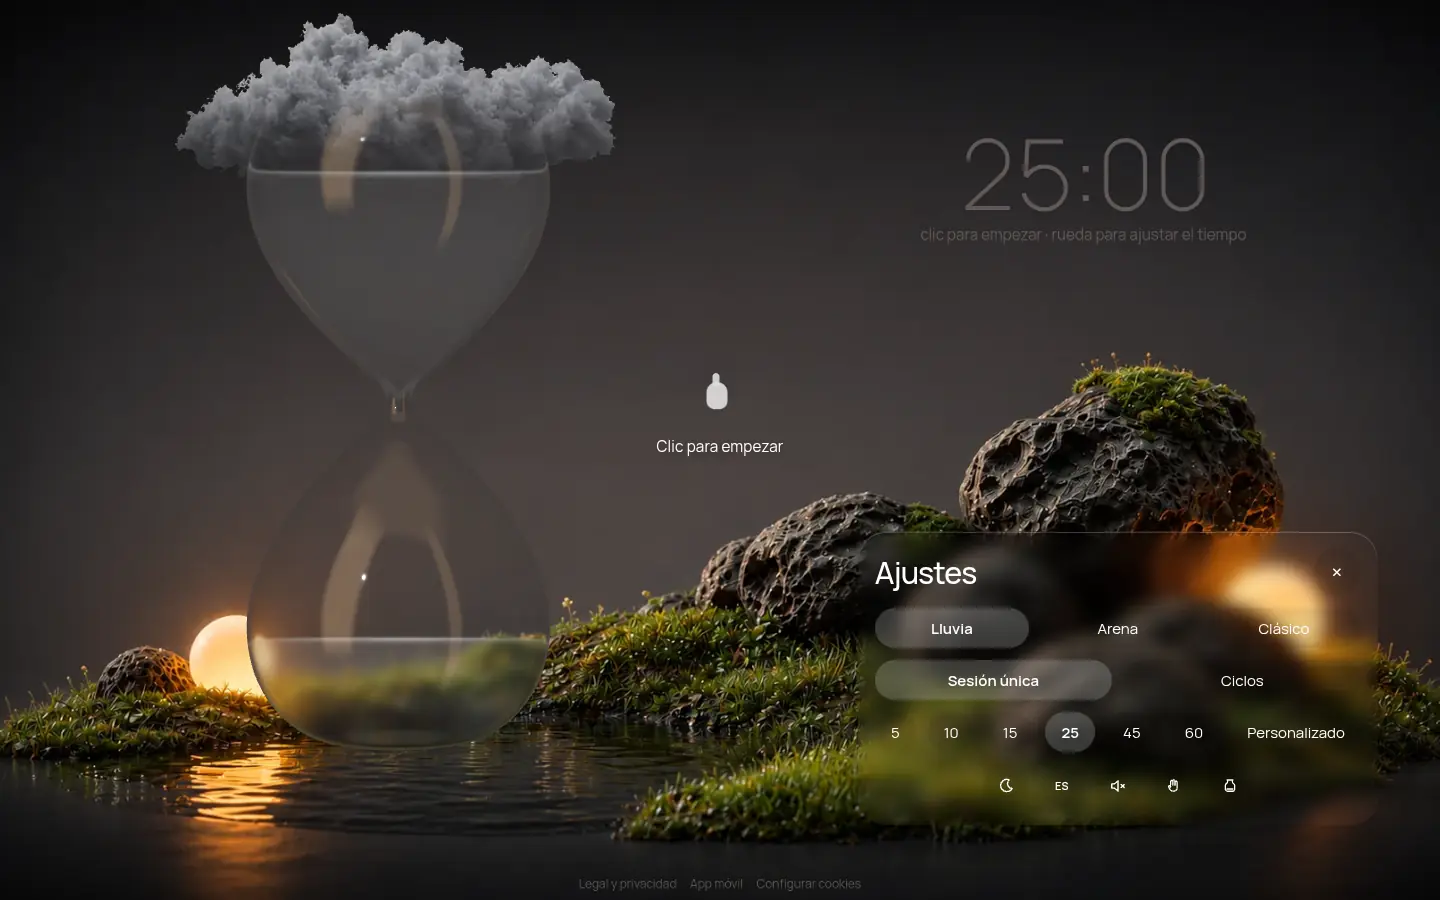 25:00
clic para empezar · rueda para ajustar el tiempo
Clic para empezar
Ajustes
×
Lluvia Arena Clásico
Sesión única Ciclos
5 10 15 25 45 60 Personalizado
ES
Legal y privacidad App móvil Configurar cookies